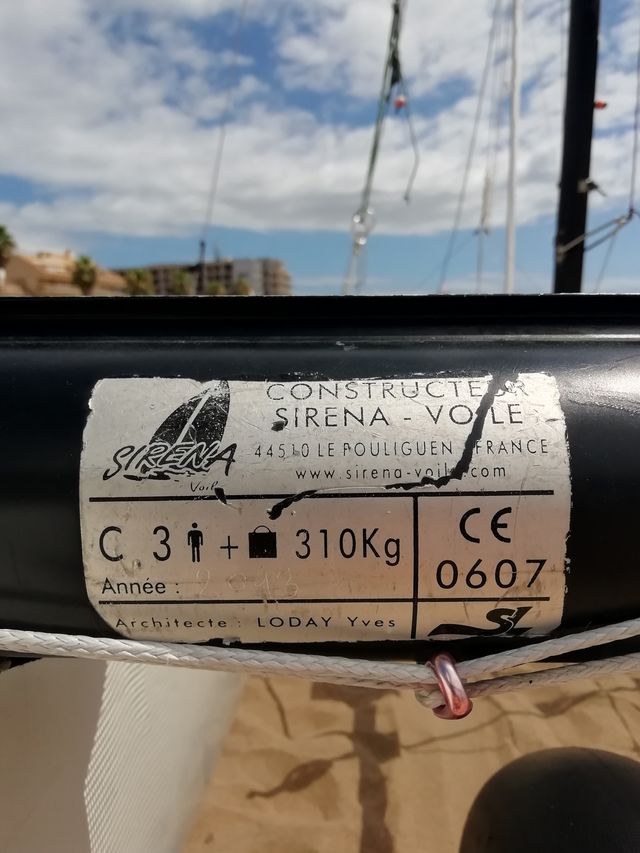 CONSTRUCTEUR
SIRENA - VOILE
44510 LE POULIGUEN FRANCE
www.sirena-voile.com
SIRENA
Voile
C 3 + 310Kg
CE
0607
Année : 2013
Architecte : LODAY Yves
SL